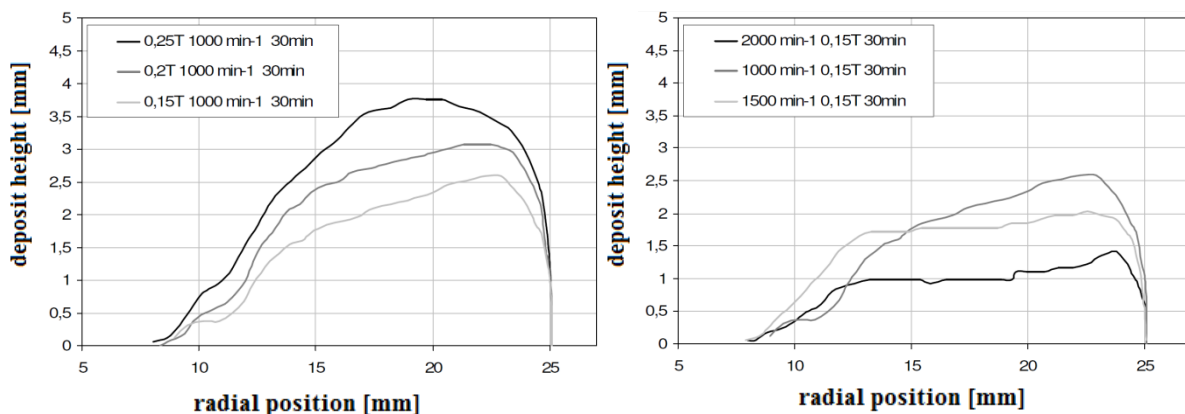 5
4,5
4
3,5
3
2,5
2
1,5
1
0,5
0
deposit height [mm]
0,25T 1000 min-1 30min
0,2T 1000 min-1 30min
0,15T 1000 min-1 30min
5 10 15 20 25
radial position [mm]
5
4,5
4
3,5
3
2,5
2
1,5
1
0,5
0
deposit height [mm]
2000 min-1 0,15T 30min
1000 min-1 0,15T 30min
1500 min-1 0,15T 30min
5 10 15 20 25
radial position [mm]